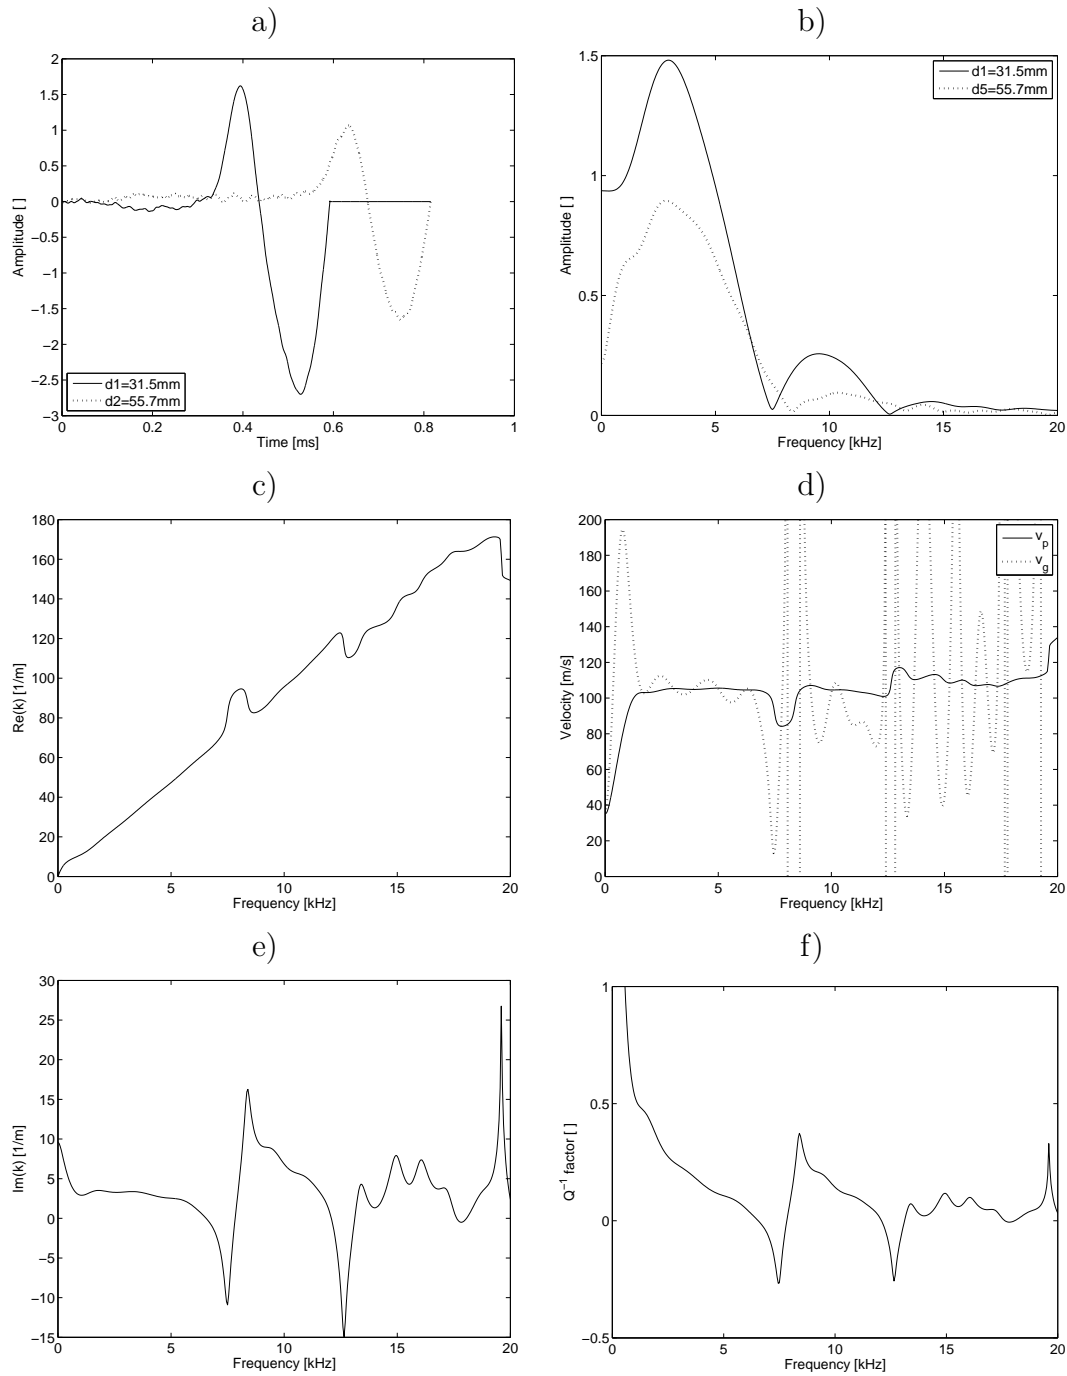 a)
2
1.5
1
0.5
0
−0.5
−1
−1.5
−2
−2.5
−3
Amplitude [ ]
d1=31.5mm
d2=55.7mm
0 0.2 0.4 0.6 0.8 1
Time [ms]
b)
1.5
1
0.5
0
Amplitude [ ]
d1=31.5mm
d5=55.7mm
0 5 10 15 20
Frequency [kHz]
c)
180
160
140
120
100
80
60
40
20
0
Re(k) [1/m]
0 5 10 15 20
Frequency [kHz]
d)
200
180
160
140
120
100
80
60
40
20
0
Velocity [m/s]
v_p
v_g
0 5 10 15 20
Frequency [kHz]
e)
30
25
20
15
10
5
0
−5
−10
−15
Im(k) [1/m]
0 5 10 15 20
Frequency [kHz]
f)
1
0.5
0
−0.5
Q⁻¹ factor [ ]
0 5 10 15 20
Frequency [kHz]